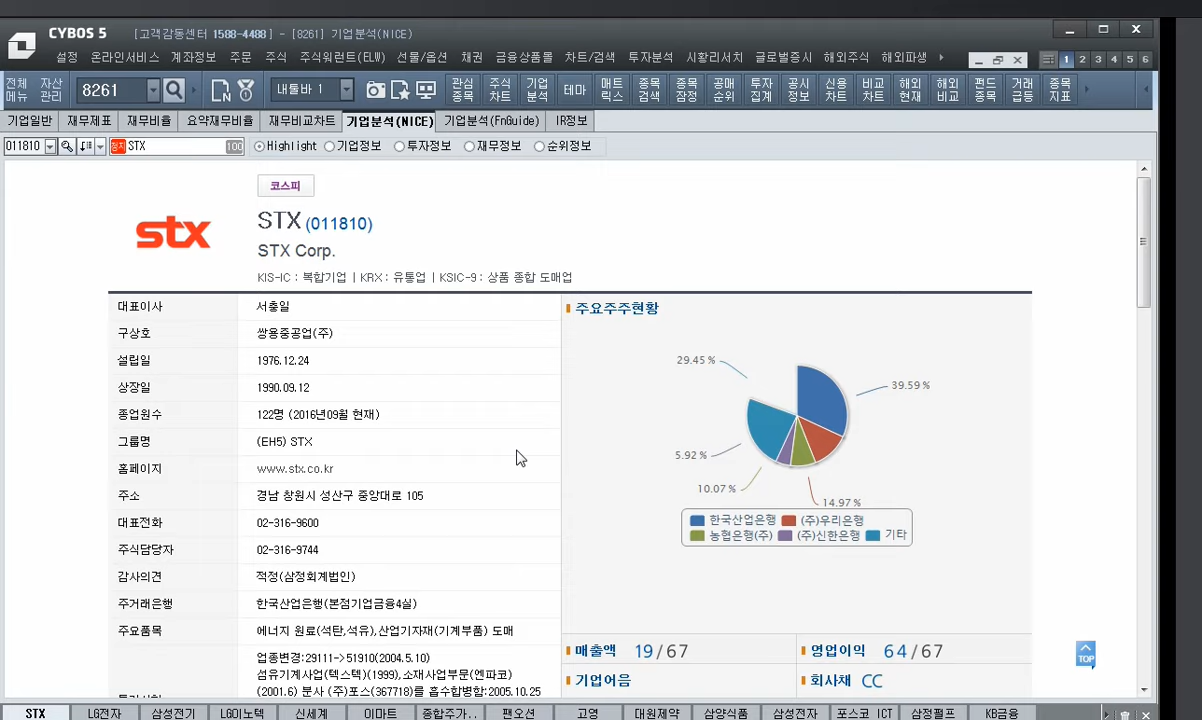 CYBOS 5 [고객감동센터 1588-4488] - [8261] 기업분석(NICE)
설정 온라인서비스 계좌정보 주문 주식 주식워런트(ELW) 선물/옵션 채권 금융상품몰 차트/검색 투자분석 시황리서치 글로벌증시 해외주식 해외파생
1 2 3 4 5 6
전체메뉴 자산관리 8261 내툴바 1 관심종목 주식차트 기업분석 테마 매트릭스 종목검색 종목잠정 공매순위 투자집계 공시정보 신용차트 비교차트 해외현재 해외비교 펀드종목 거래급등 종목지표
기업일반 재무제표 재무비율 요약재무비율 재무비교차트 기업분석(NICE) 기업분석(FnGuide) IR정보
011810 정지 STX 100 Highlight 기업정보 투자정보 재무정보 순위정보
코스피
stx
STX (011810)
STX Corp.
KIS-IC : 복합기업 | KRX : 유통업 | KSIC-9 : 상품 종합 도매업
대표이사 서충일
구상호 쌍용중공업(주)
설립일 1976.12.24
상장일 1990.09.12
종업원수 122명 (2016년09월 현재)
그룹명 (EH5) STX
홈페이지 www.stx.co.kr
주소 경남 창원시 성산구 중앙대로 105
대표전화 02-316-9600
주식담당자 02-316-9744
감사의견 적정(삼정회계법인)
주거래은행 한국산업은행(본점기업금융4실)
주요품목 에너지 원료(석탄,석유),산업기자재(기계부품) 도매
업종변경:29111->51910(2004.5.10)
섬유기계사업(텍스텍)(1999),소재사업부문(엔파코)
(2001.6) 분사 (주)포스(367718)를 흡수합병함:2005.10.25
주요주주현황
29.45 %
39.59 %
5.92 %
10.07 %
14.97 %
한국산업은행 (주)우리은행
농협은행(주) (주)신한은행 기타
매출액 19/67 영업이익 64/67
기업어음 회사채 CC
TOP
STX LG전자 삼성전기 LG이노텍 신세계 이마트 종합주가.. 팬오션 고영 대원제약 삼양식품 삼성전자 포스코 ICT 삼정펄프 KB금융